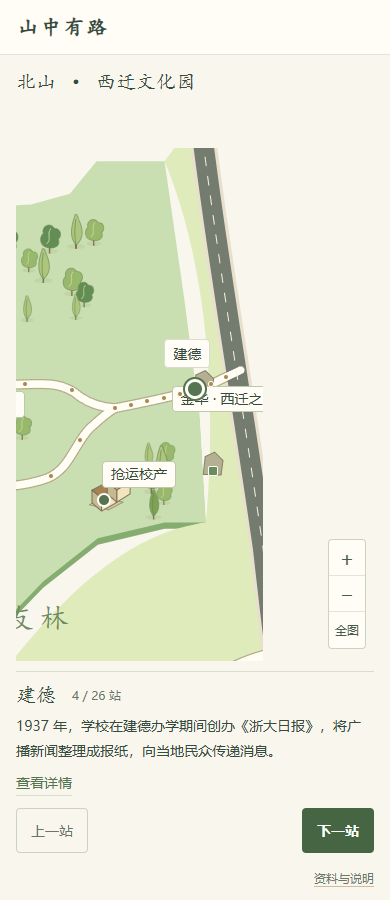 山中有路
北山 • 西迁文化园
建德
金华 · 西迁之
抢运校产
友林
+
−
全图
建德 4 / 26 站
1937 年，学校在建德办学期间创办《浙大日报》，将广
播新闻整理成报纸，向当地民众传递消息。
查看详情
上一站
下一站
资料与说明